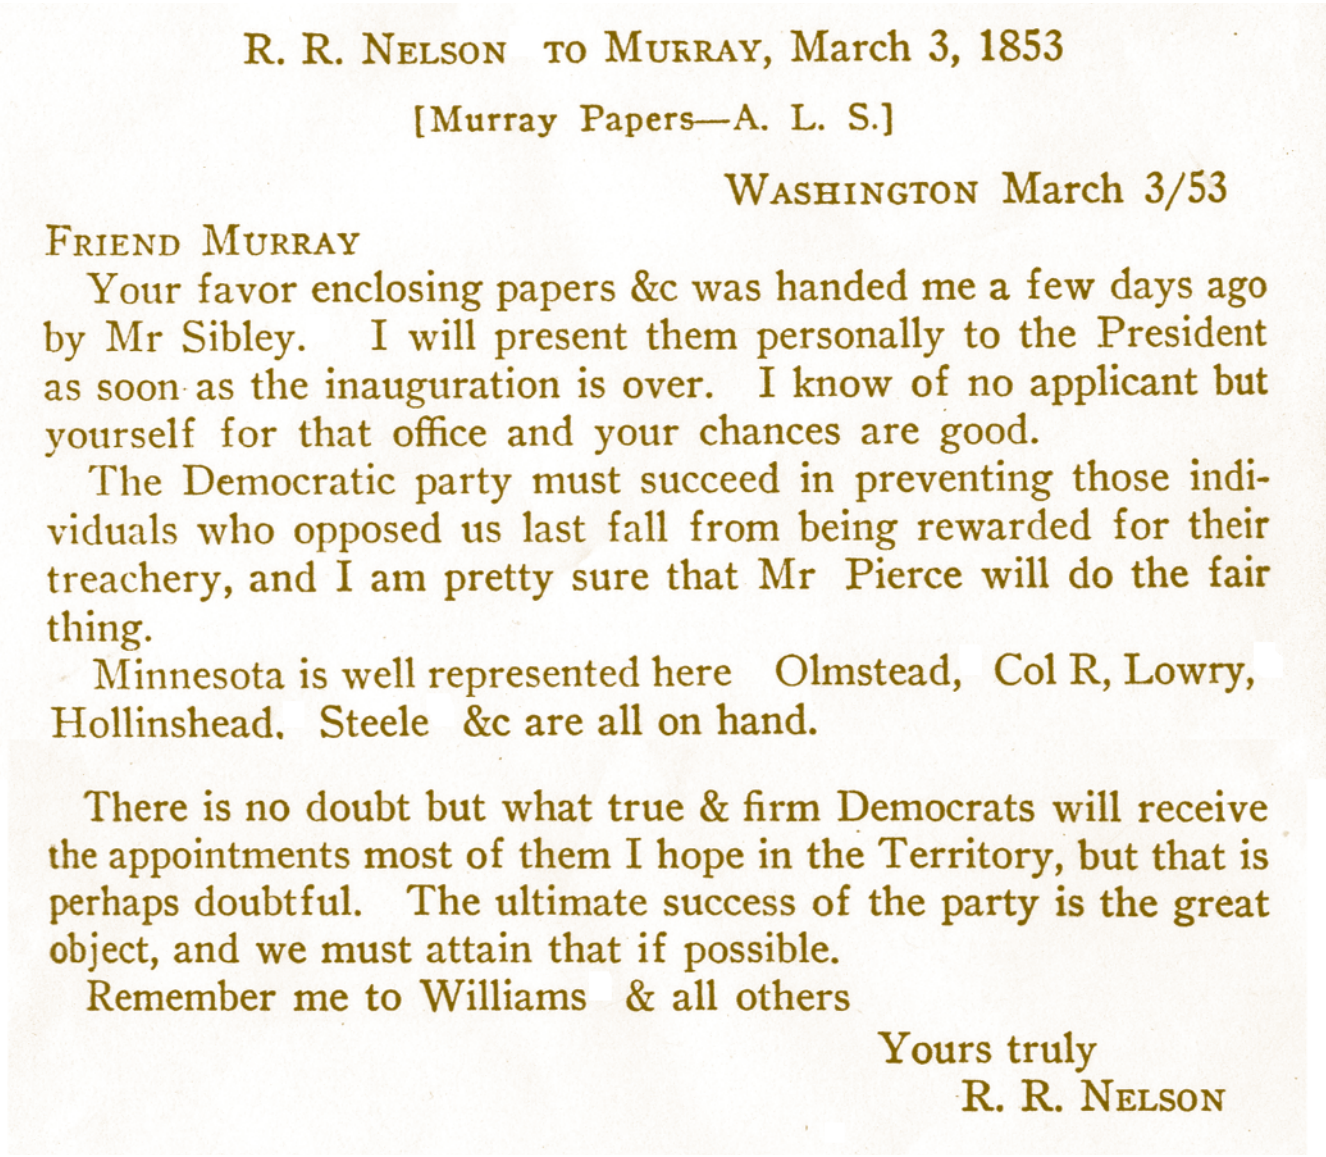 R. R. NELSON TO MURRAY, March 3, 1853
[Murray Papers—A. L. S.]
WASHINGTON March 3/53
FRIEND MURRAY
Your favor enclosing papers &c was handed me a few days ago
by Mr Sibley. I will present them personally to the President
as soon as the inauguration is over. I know of no applicant but
yourself for that office and your chances are good.
The Democratic party must succeed in preventing those indi-
viduals who opposed us last fall from being rewarded for their
treachery, and I am pretty sure that Mr Pierce will do the fair
thing.
Minnesota is well represented here Olmstead, Col R, Lowry,
Hollinshead. Steele &c are all on hand.
There is no doubt but what true & firm Democrats will receive
the appointments most of them I hope in the Territory, but that is
perhaps doubtful. The ultimate success of the party is the great
object, and we must attain that if possible.
Remember me to Williams & all others
Yours truly
R. R. NELSON